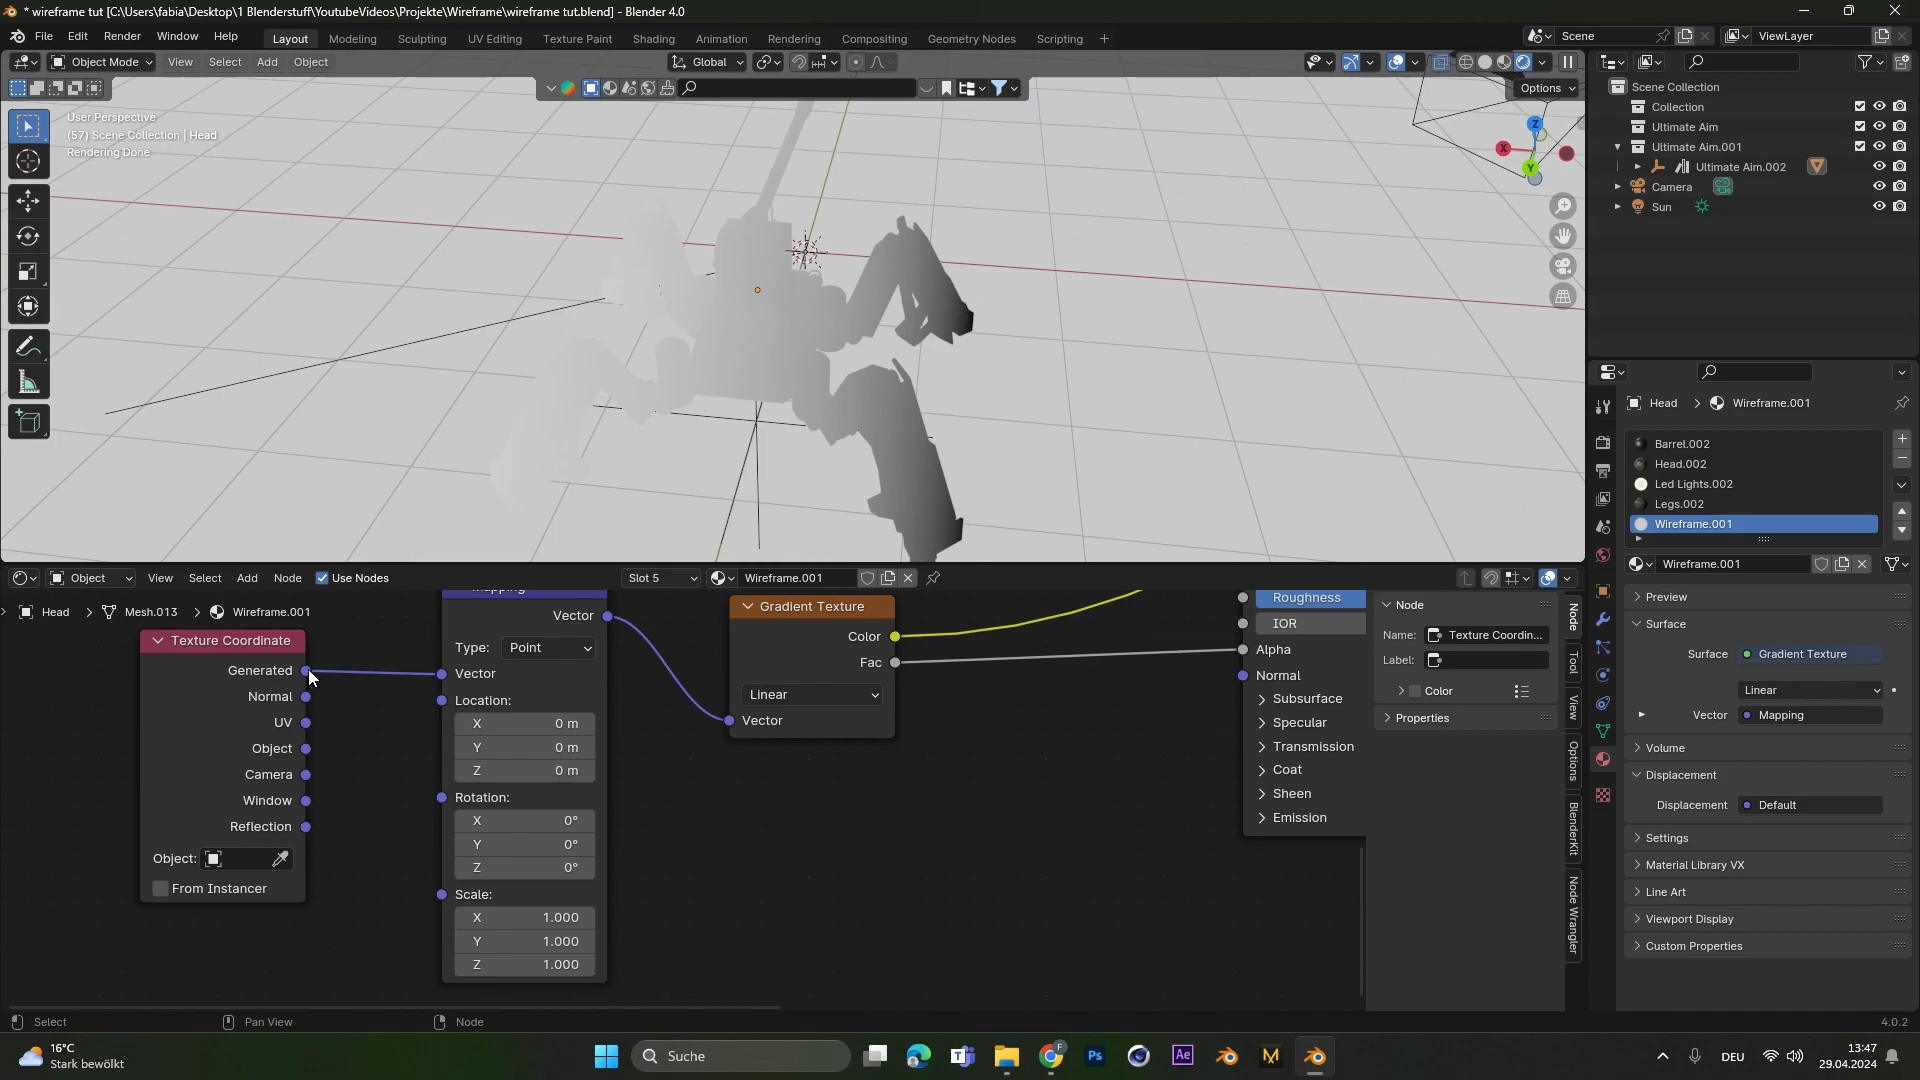 * wireframe tut [C:\Users\fabia\Desktop\1 Blenderstuff\YoutubeVideos\Projekte\Wireframe\wireframe tut.blend] - Blender 4.0
File Edit Render Window Help
Layout Modeling Sculpting UV Editing Texture Paint Shading Animation Rendering Compositing Geometry Nodes Scripting +
Scene
ViewLayer
Object Mode View Select Add Object
Global
Options
User Perspective
(57) Scene Collection | Head
Rendering Done
Z
X
Y
Scene Collection
Collection
Ultimate Aim
Ultimate Aim.001
Ultimate Aim.002
Camera
Sun
Head > Wireframe.001
Barrel.002
Head.002
Led Lights.002
Legs.002
Wireframe.001
Wireframe.001
Preview
Surface
Surface Gradient Texture
Linear
Vector Mapping
Volume
Displacement
Displacement Default
Settings
Material Library VX
Line Art
Viewport Display
Custom Properties
Object View Select Add Node Use Nodes
Slot 5
Wireframe.001
Head > Mesh.013 > Wireframe.001
Texture Coordinate
Generated
Normal
UV
Object
Camera
Window
Reflection
Object:
From Instancer
Mapping
Vector
Type: Point
Vector
Location:
X 0 m
Y 0 m
Z 0 m
Rotation:
X 0°
Y 0°
Z 0°
Scale:
X 1.000
Y 1.000
Z 1.000
Gradient Texture
Color
Fac
Linear
Vector
Roughness
IOR
Alpha
Normal
Subsurface
Specular
Transmission
Coat
Sheen
Emission
Node
Name: Texture Coordin...
Label:
Color
Properties
Node
Tool
View
Options
BlenderKit
Node Wrangler
Select
Pan View
Node
4.0.2
16°C
Stark bewölkt
Suche
Ps
Ae
M
DEU
13:47
29.04.2024